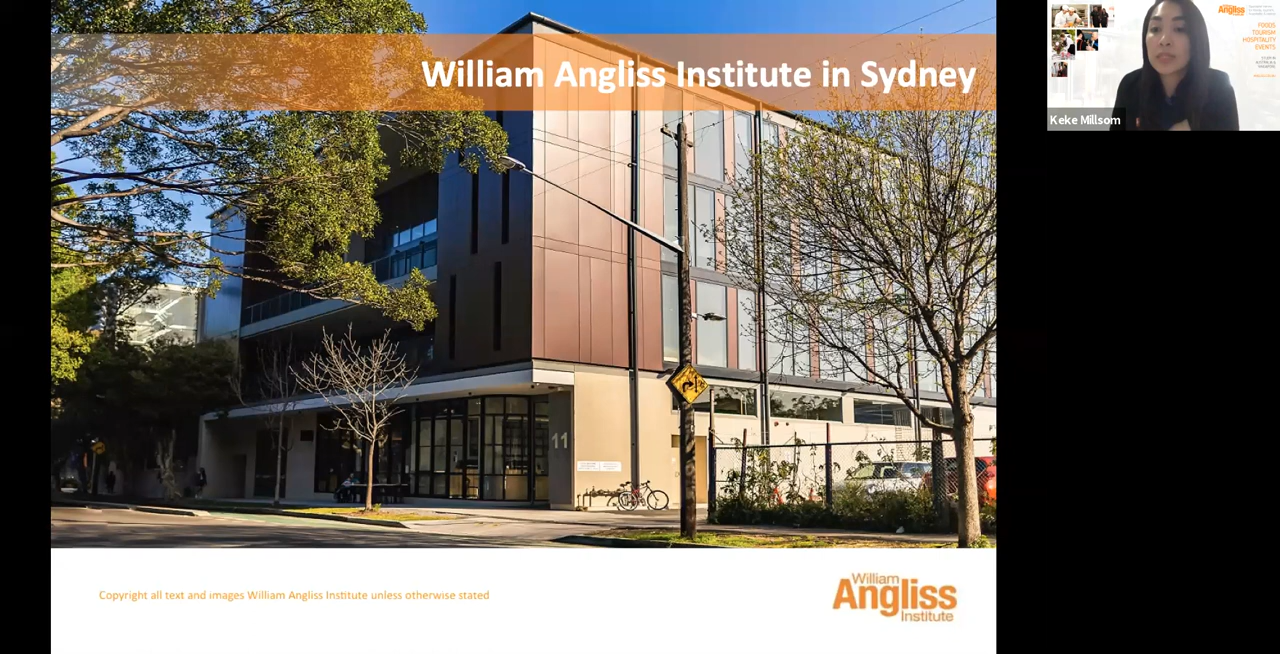 William Angliss Institute in Sydney
11
Copyright all text and images William Angliss Institute unless otherwise stated
William
Angliss
Institute
Angliss
FOODS
TOURISM
HOSPITALITY
EVENTS
Keke Millsom